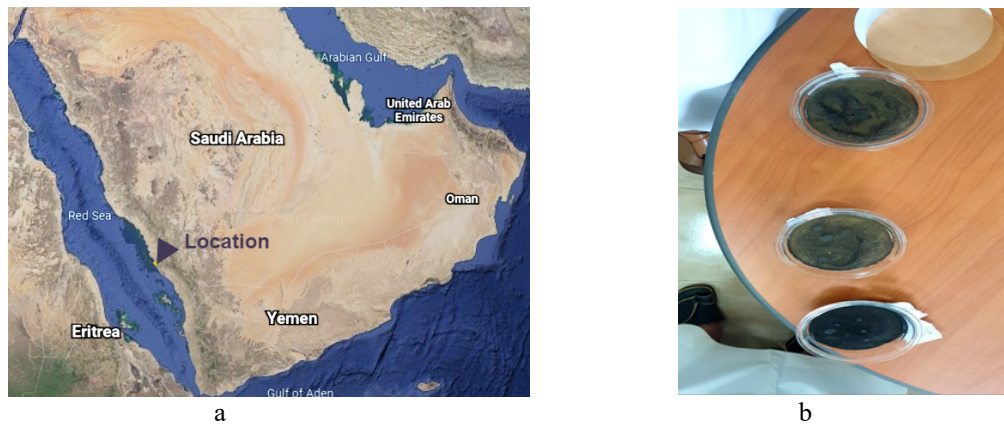 Arabian Gulf
United Arab
Emirates
Saudi Arabia
Oman
Red Sea
Location
Yemen
Eritrea
Gulf of Aden
a
b